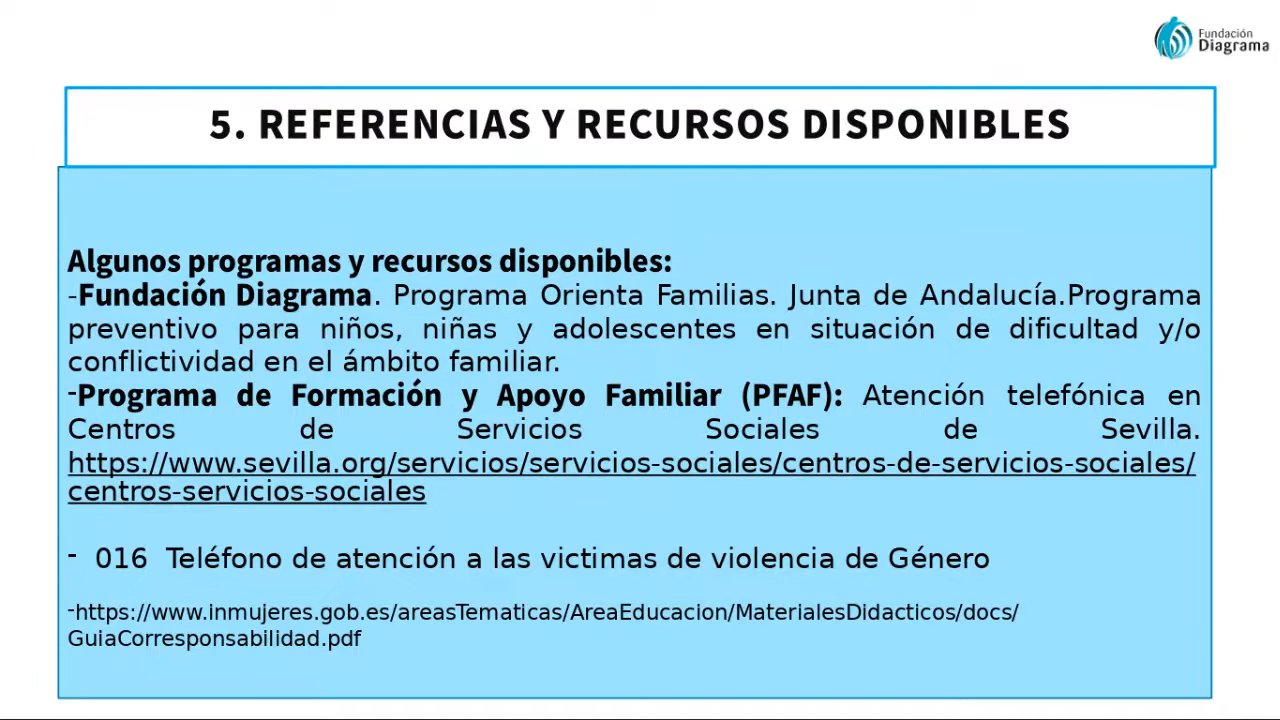 Fundación
Diagrama
5. REFERENCIAS Y RECURSOS DISPONIBLES
Algunos programas y recursos disponibles:
-Fundación Diagrama. Programa Orienta Familias. Junta de Andalucía.Programa
preventivo para niños, niñas y adolescentes en situación de dificultad y/o
conflictividad en el ámbito familiar.
-Programa de Formación y Apoyo Familiar (PFAF): Atención telefónica en
Centros de Servicios Sociales de Sevilla.
https://www.sevilla.org/servicios/servicios-sociales/centros-de-servicios-sociales/
centros-servicios-sociales
- 016 Teléfono de atención a las victimas de violencia de Género
-https://www.inmujeres.gob.es/areasTematicas/AreaEducacion/MaterialesDidacticos/docs/
GuiaCorresponsabilidad.pdf